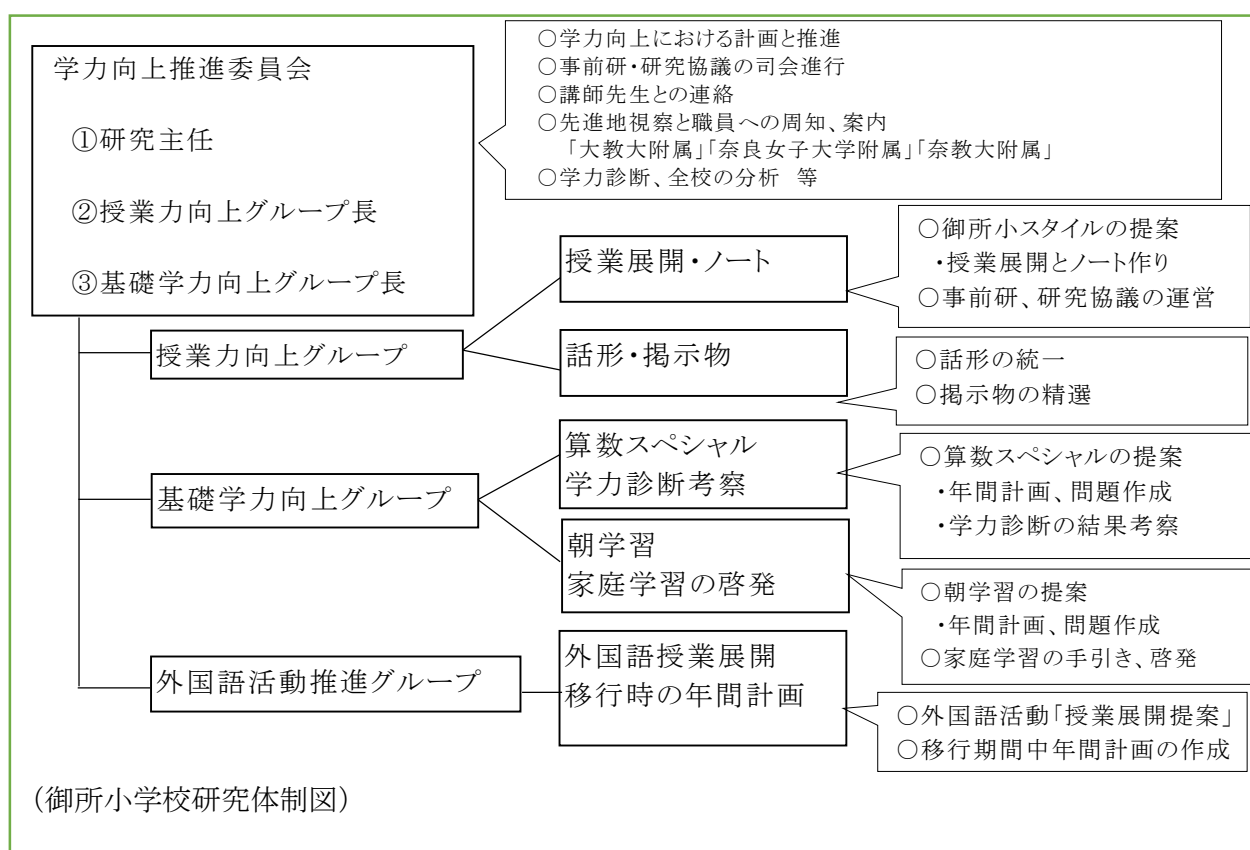 学力向上推進委員会
①研究主任
②授業力向上グループ長
③基礎学力向上グループ長
○学力向上における計画と推進
○事前研・研究協議の司会進行
○講師先生との連絡
○先進地視察と職員への周知、案内
「大教大附属」「奈良女子大学附属」「奈教大附属」
○学力診断、全校の分析 等
授業力向上グループ
授業展開・ノート
○御所小スタイルの提案
・授業展開とノート作り
○事前研、研究協議の運営
話形・掲示物
○話形の統一
○掲示物の精選
基礎学力向上グループ
算数スペシャル
学力診断考察
○算数スペシャルの提案
・年間計画、問題作成
・学力診断の結果考察
朝学習
家庭学習の啓発
○朝学習の提案
・年間計画、問題作成
○家庭学習の手引き、啓発
外国語活動推進グループ
外国語授業展開
移行時の年間計画
○外国語活動「授業展開提案」
○移行期間中年間計画の作成
(御所小学校研究体制図)